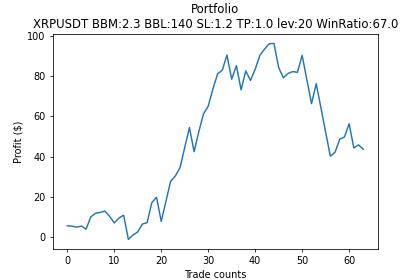 Portfolio
XRPUSDT BBM:2.3 BBL:140 SL:1.2 TP:1.0 lev:20 WinRatio:67.0
100
80
60
40
20
0
Profit ($)
0 10 20 30 40 50 60
Trade counts